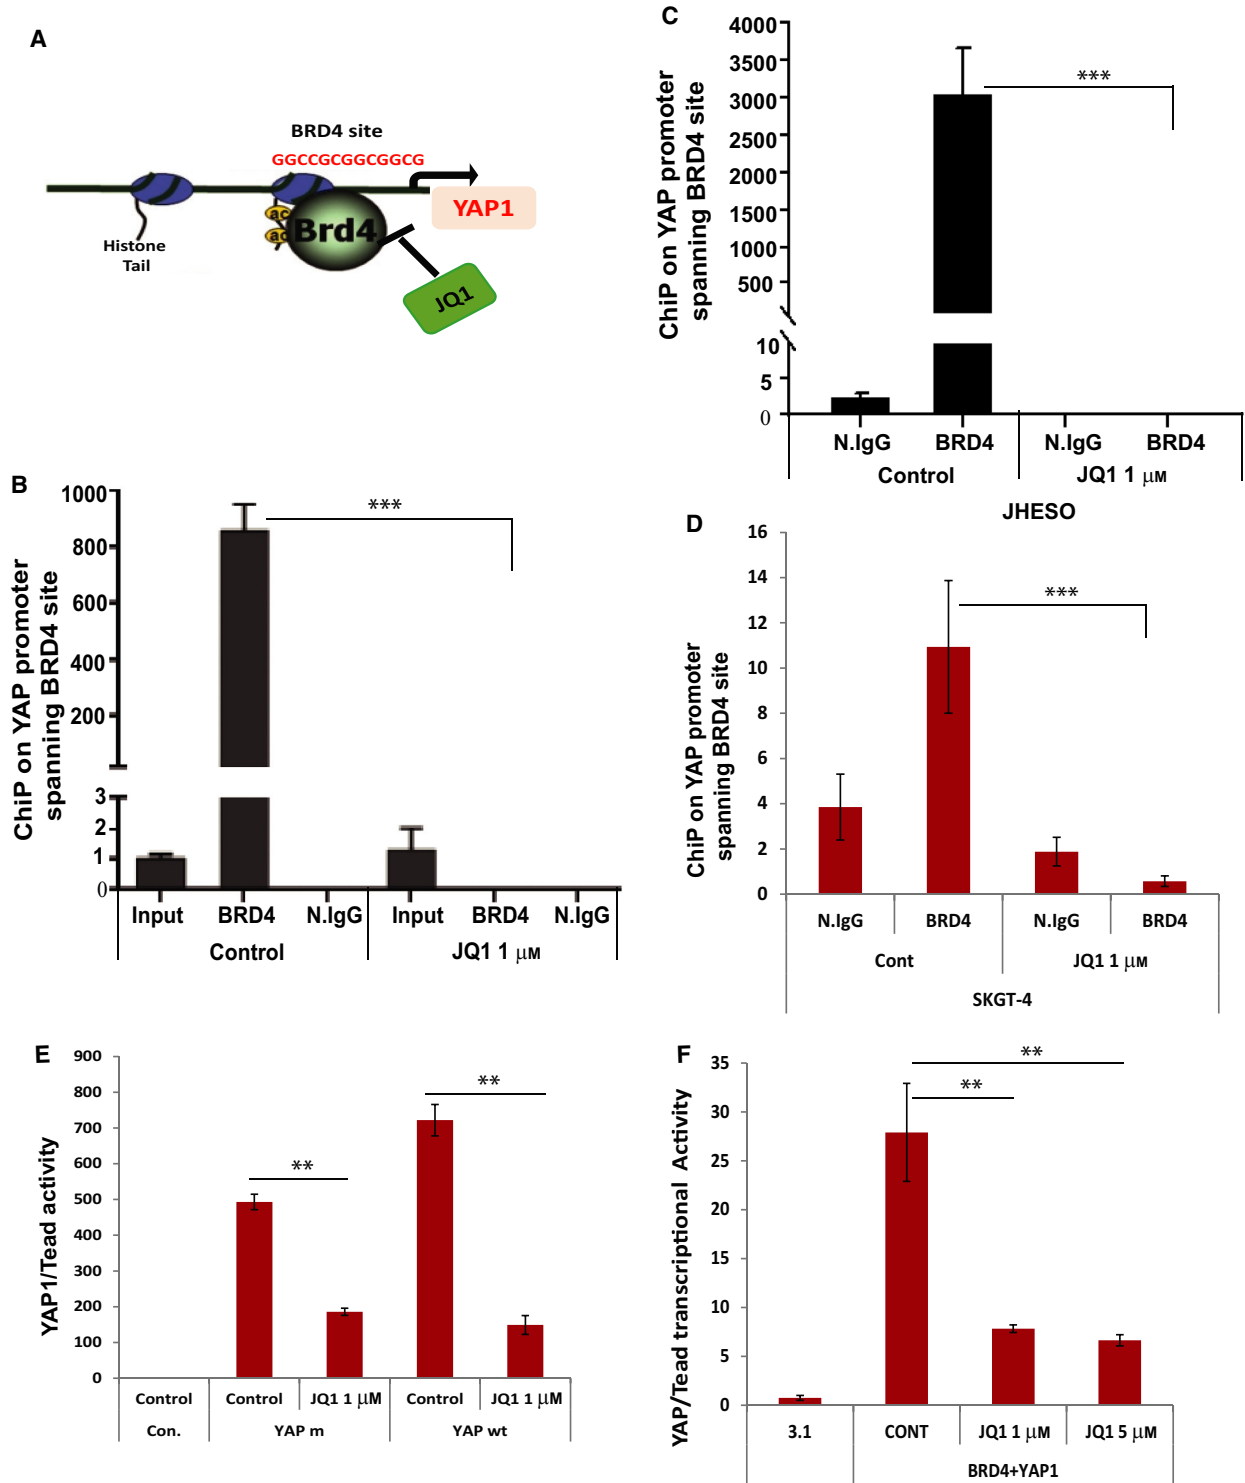 A
BRD4 site
GGCCGCGGCGGCG
YAP1
ac
ac
Brd4
Histone
Tail
JQ1
B
ChiP on YAP promoter
spanning BRD4 site
1000
800
600
400
200
3
2
1
0
***
Input BRD4 N.IgG Input BRD4 N.IgG
Control JQ1 1 μM
C
ChiP on YAP promoter
spanning BRD4 site
4000
3500
3000
2500
2000
1500
1000
500
10
5
0
***
N.IgG BRD4 N.IgG BRD4
Control JQ1 1 μM
JHESO
D
ChiP on YAP promoter
spanning BRD4 site
16
14
12
10
8
6
4
2
0
***
N.IgG BRD4 N.IgG BRD4
Cont JQ1 1 μM
SKGT-4
E
YAP1/Tead activity
900
800
700
600
500
400
300
200
100
0
**
**
Control Control JQ1 1 μM Control JQ1 1 μM
Con. YAP m YAP wt
F
YAP/Tead transcriptional Activity
35
30
25
20
15
10
5
0
**
**
3.1 CONT JQ1 1 μM JQ1 5 μM
BRD4+YAP1